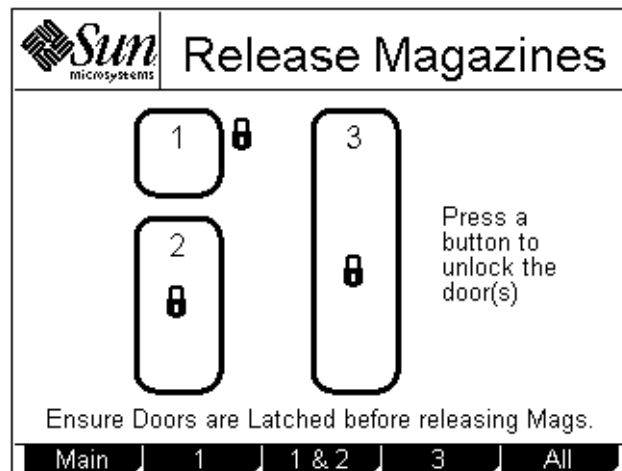 Sun
microsystems
Release Magazines
1
3
2
Press a
button to
unlock the
door(s)
Ensure Doors are Latched before releasing Mags.
Main 1 1 & 2 3 All